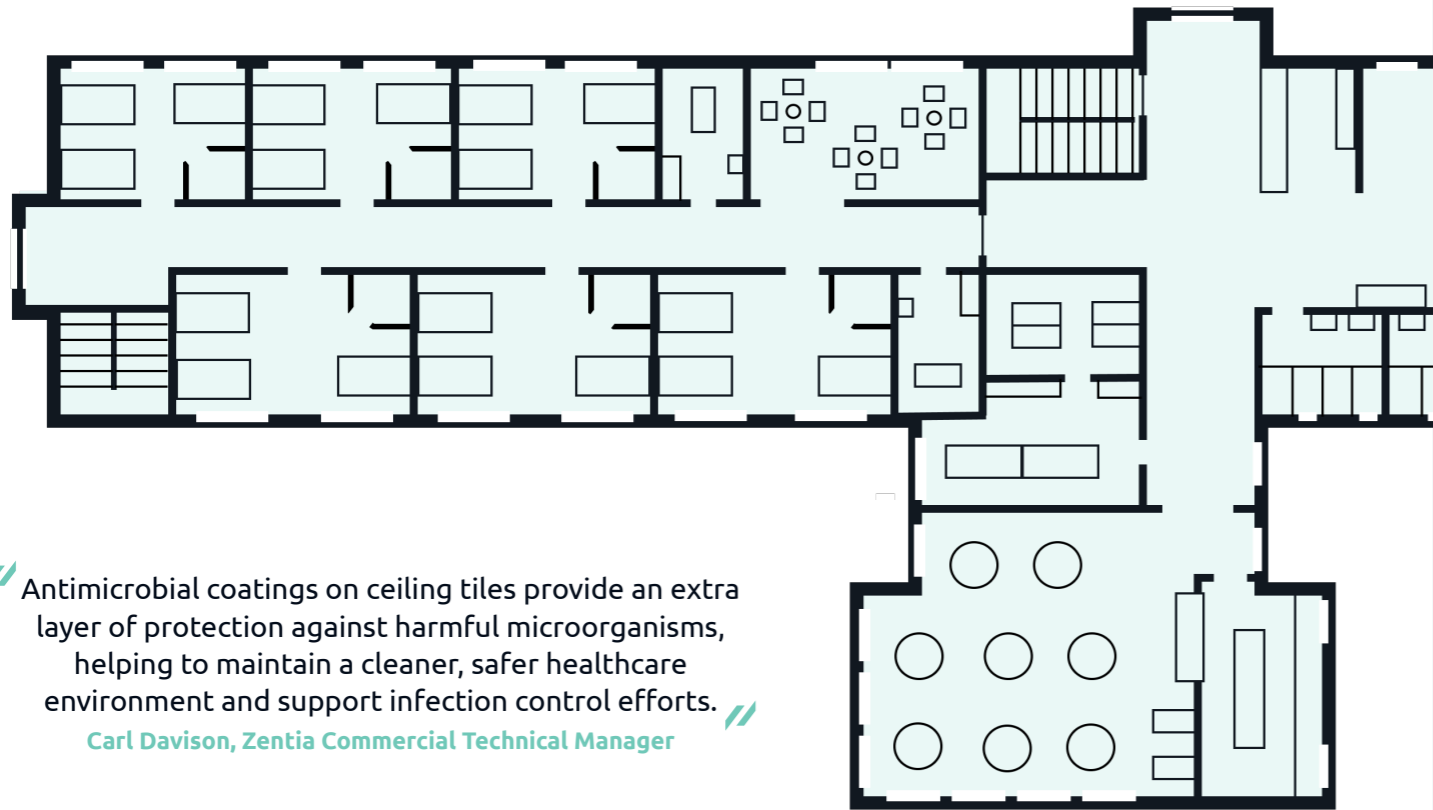 Antimicrobial coatings on ceiling tiles provide an extra
layer of protection against harmful microorganisms,
helping to maintain a cleaner, safer healthcare
environment and support infection control efforts.
Carl Davison, Zentia Commercial Technical Manager